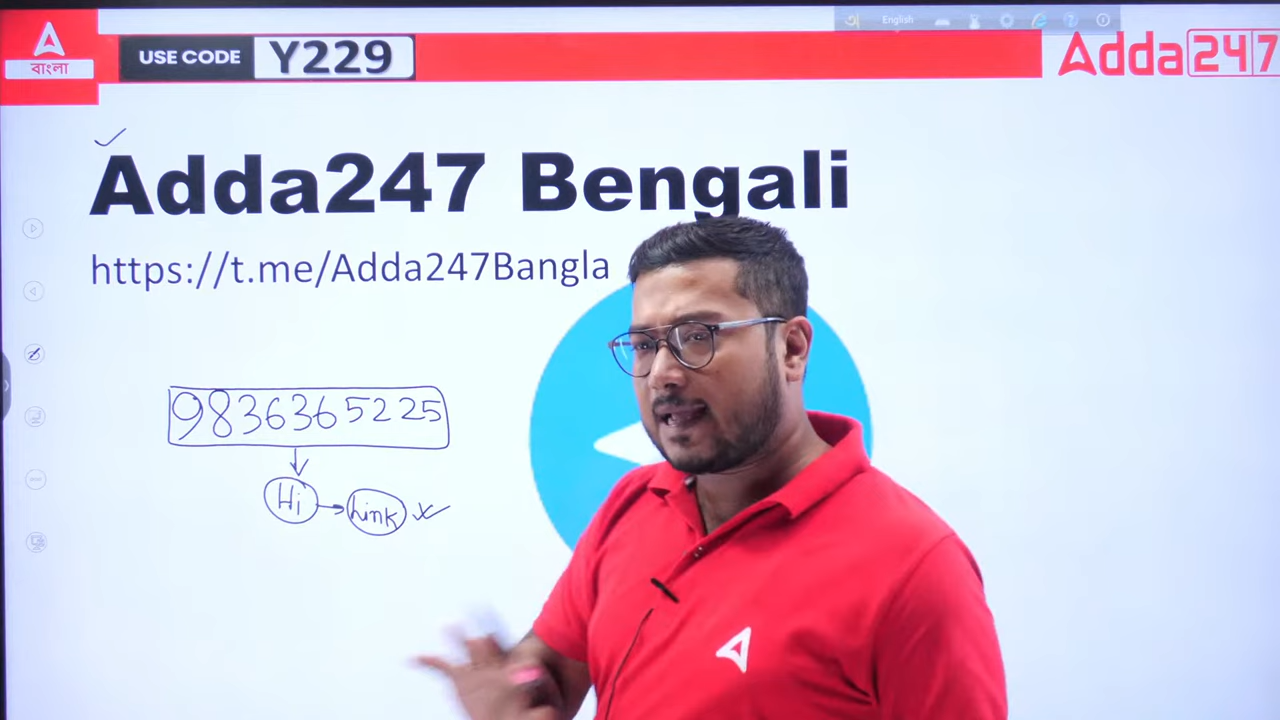 English
বাংলা
USE CODE Y229
Adda247
Adda247 Bengali
https://t.me/Adda247Bangla
9836365225
Hi → Link